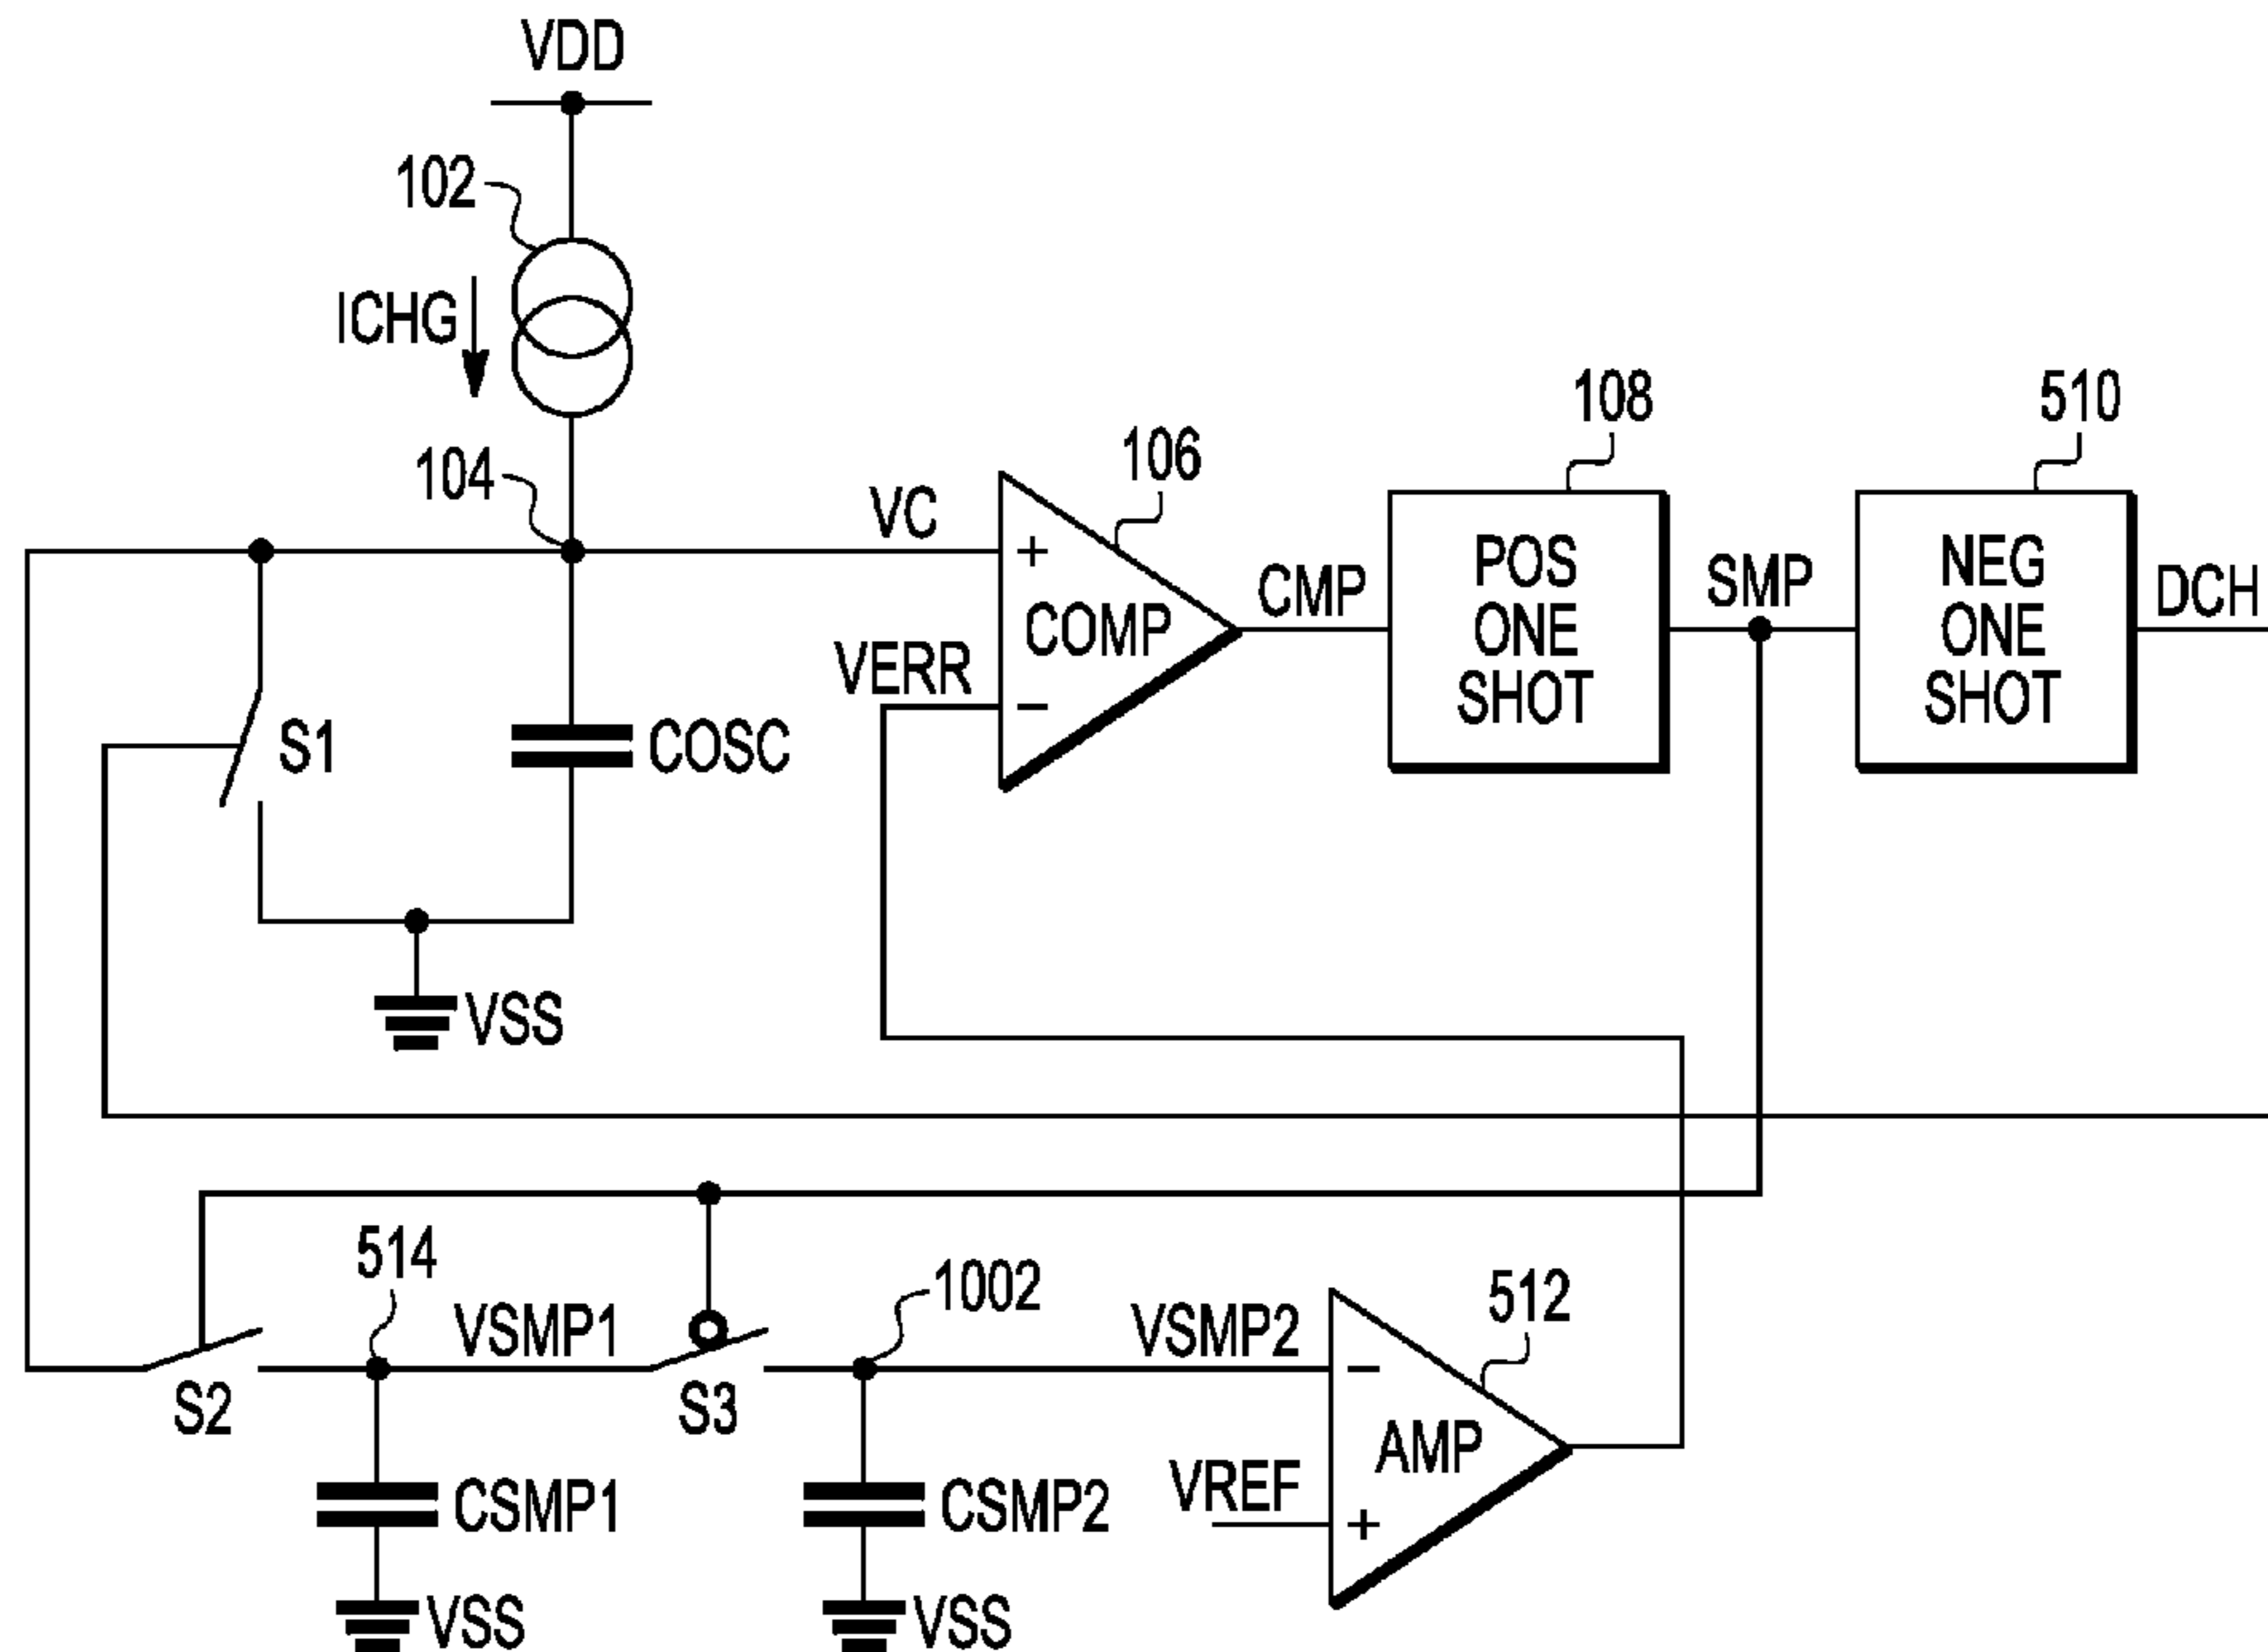 VDD
102
ICHG
104
VC
106
+
COMP
VERR
−
CMP
108
POS
ONE
SHOT
SMP
510
NEG
ONE
SHOT
DCH
S1
COSC
VSS
514
VSMP1
1002
VSMP2
512
S2
S3
−
AMP
VREF
+
CSMP1
CSMP2
VSS
VSS